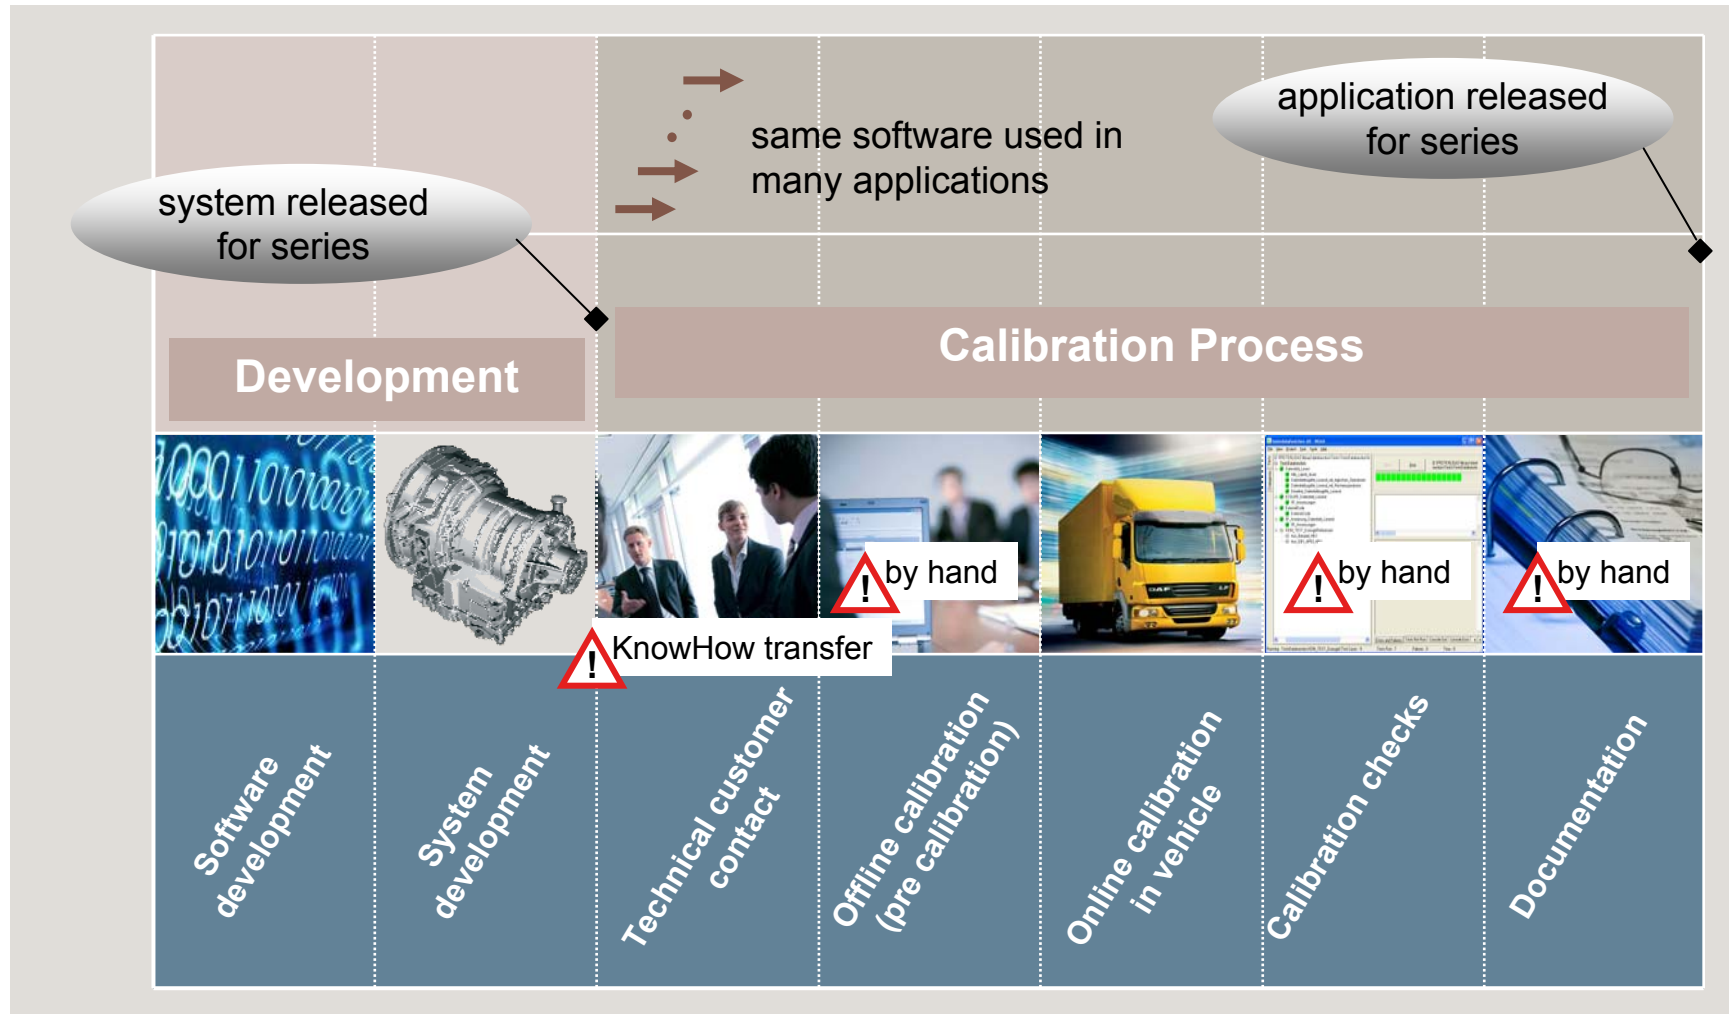 application released
for series
same software used in
many applications
system released
for series
Calibration Process
Development
! by hand
! by hand
! by hand
! KnowHow transfer
DAF
LF
Software
development
System
development
Technical customer
contact
Offline calibration
(pre calibration)
Online calibration
in vehicle
Calibration checks
Documentation